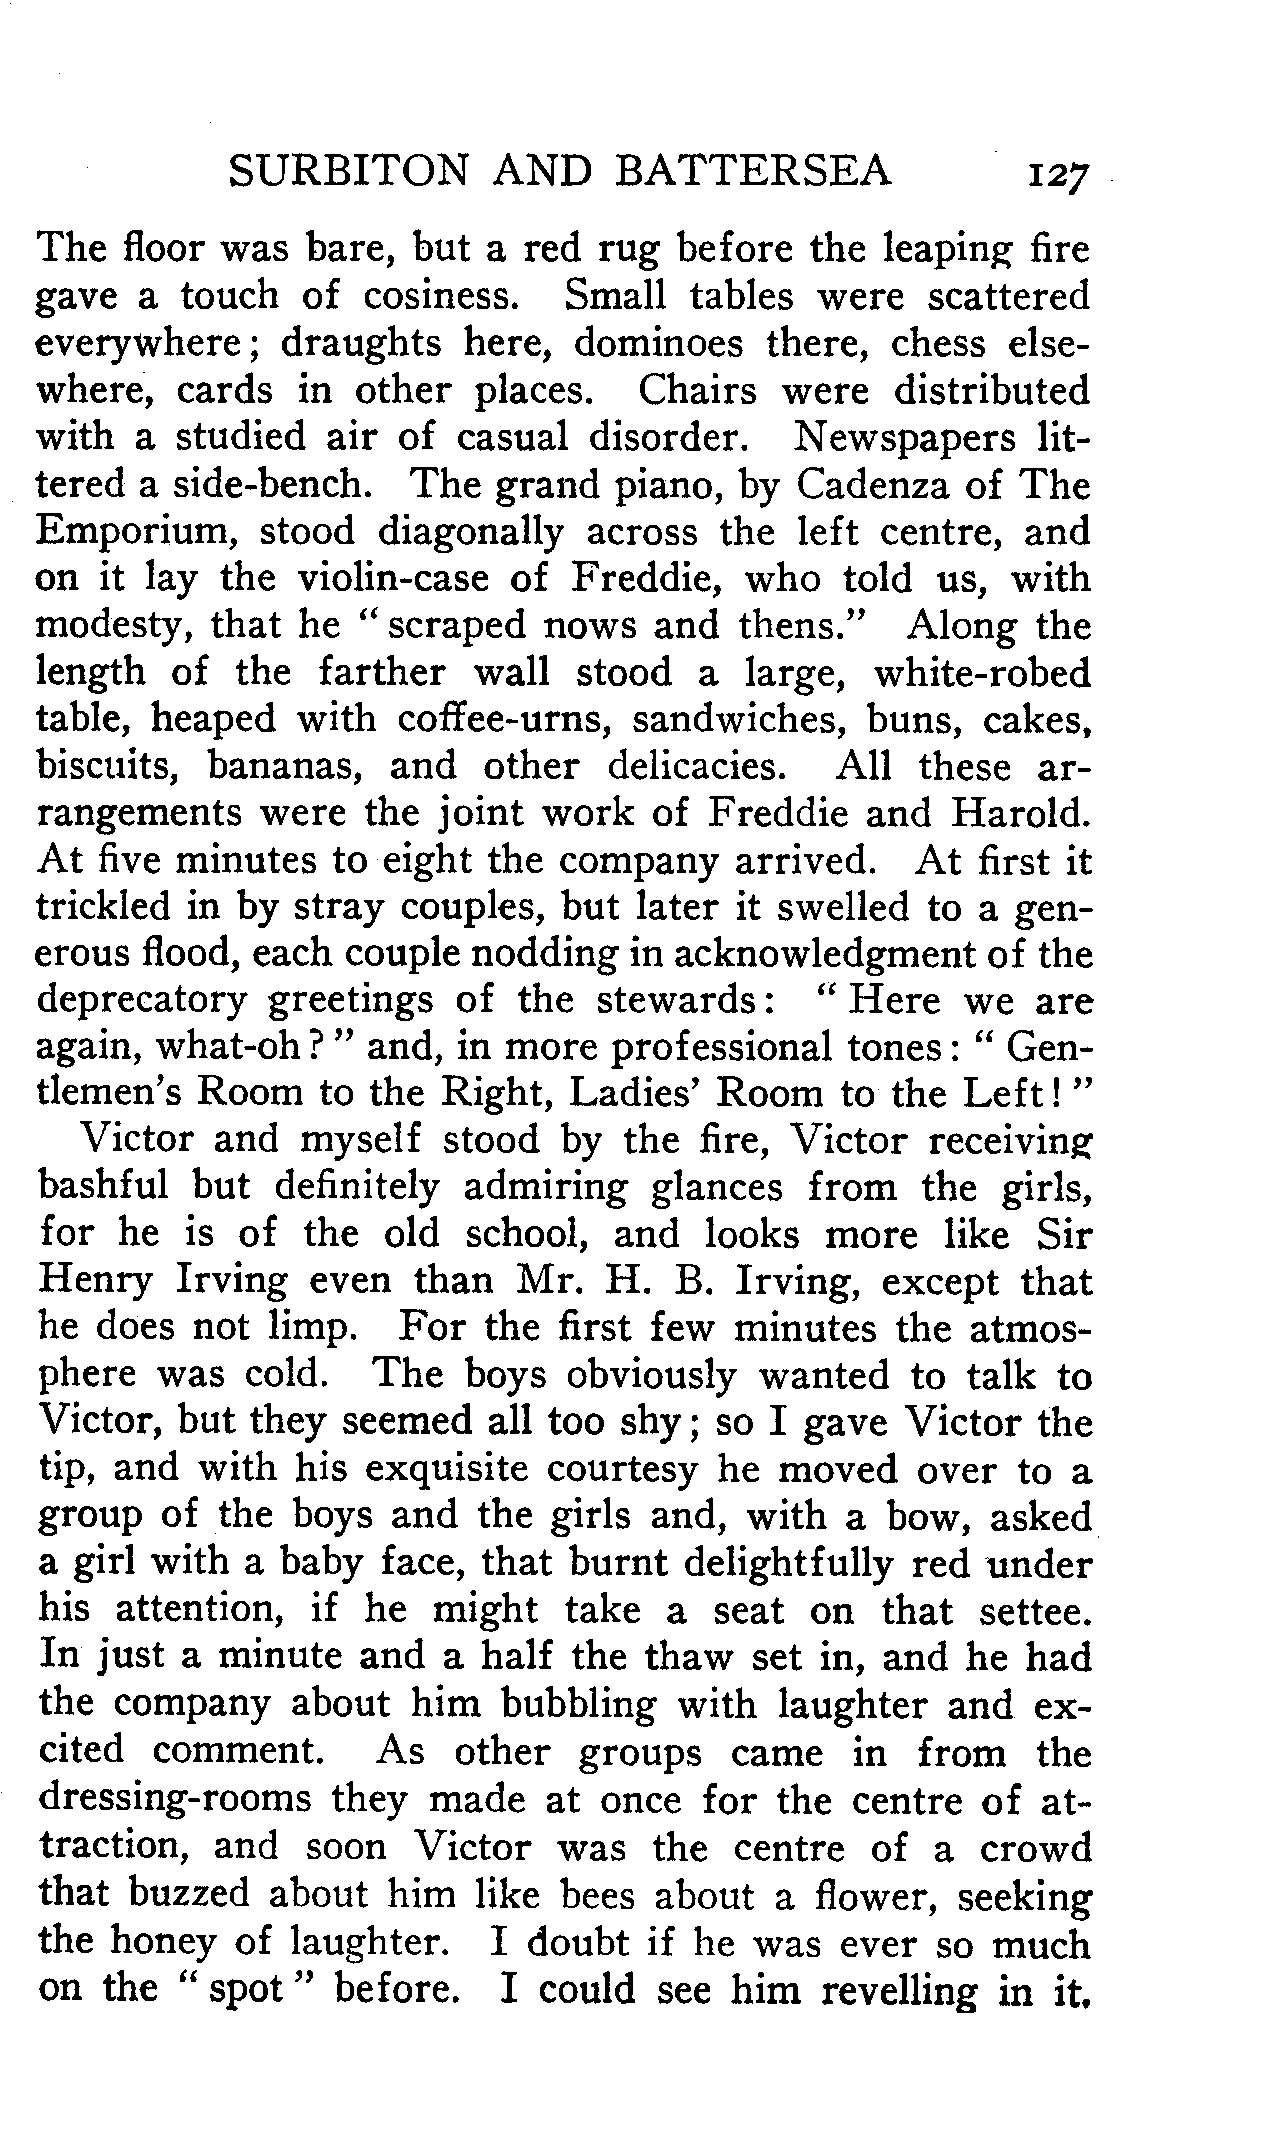 SURBITON AND BATTERSEA 127
The floor was bare, but a red rug before the leaping fire
gave a touch of cosiness. Small tables were scattered
everywhere; draughts here, dominoes there, chess else-
where, cards in other places. Chairs were distributed
with a studied air of casual disorder. Newspapers lit-
tered a side-bench. The grand piano, by Cadenza of The
Emporium, stood diagonally across the left centre, and
on it lay the violin-case of Freddie, who told us, with
modesty, that he " scraped nows and thens." Along the
length of the farther wall stood a large, white-robed
table, heaped with coffee-urns, sandwiches, buns, cakes,
biscuits, bananas, and other delicacies. All these ar-
rangements were the joint work of Freddie and Harold.
At five minutes to eight the company arrived. At first it
trickled in by stray couples, but later it swelled to a gen-
erous flood, each couple nodding in acknowledgment of the
deprecatory greetings of the stewards: " Here we are
again, what-oh? " and, in more professional tones: " Gen-
tlemen's Room to the Right, Ladies' Room to the Left! "
Victor and myself stood by the fire, Victor receiving
bashful but definitely admiring glances from the girls,
for he is of the old school, and looks more like Sir
Henry Irving even than Mr. H. B. Irving, except that
he does not limp. For the first few minutes the atmos-
phere was cold. The boys obviously wanted to talk to
Victor, but they seemed all too shy; so I gave Victor the
tip, and with his exquisite courtesy he moved over to a
group of the boys and the girls and, with a bow, asked
a girl with a baby face, that burnt delightfully red under
his attention, if he might take a seat on that settee.
In just a minute and a half the thaw set in, and he had
the company about him bubbling with laughter and ex-
cited comment. As other groups came in from the
dressing-rooms they made at once for the centre of at-
traction, and soon Victor was the centre of a crowd
that buzzed about him like bees about a flower, seeking
the honey of laughter. I doubt if he was ever so much
on the " spot " before. I could see him revelling in it.